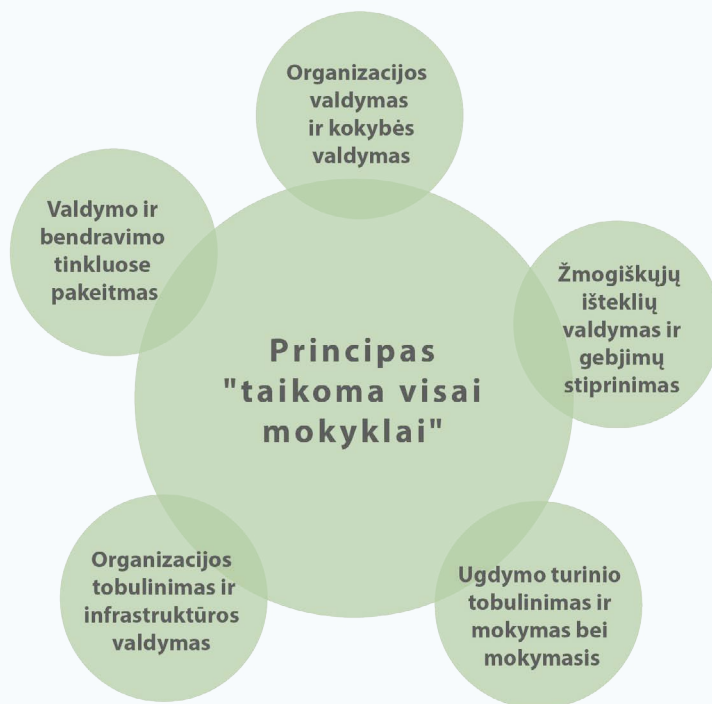 Organizacijos
valdymas
ir kokybės
valdymas
Valdymo ir
bendravimo
tinkluose
pakeitmas
Žmogiškųjų
išteklių
valdymas ir
gebjimų
stiprinimas
Principas
"taikoma visai
mokyklai"
Organizacijos
tobulinimas ir
infrastruktūros
valdymas
Ugdymo turinio
tobulinimas ir
mokymas bei
mokymasis